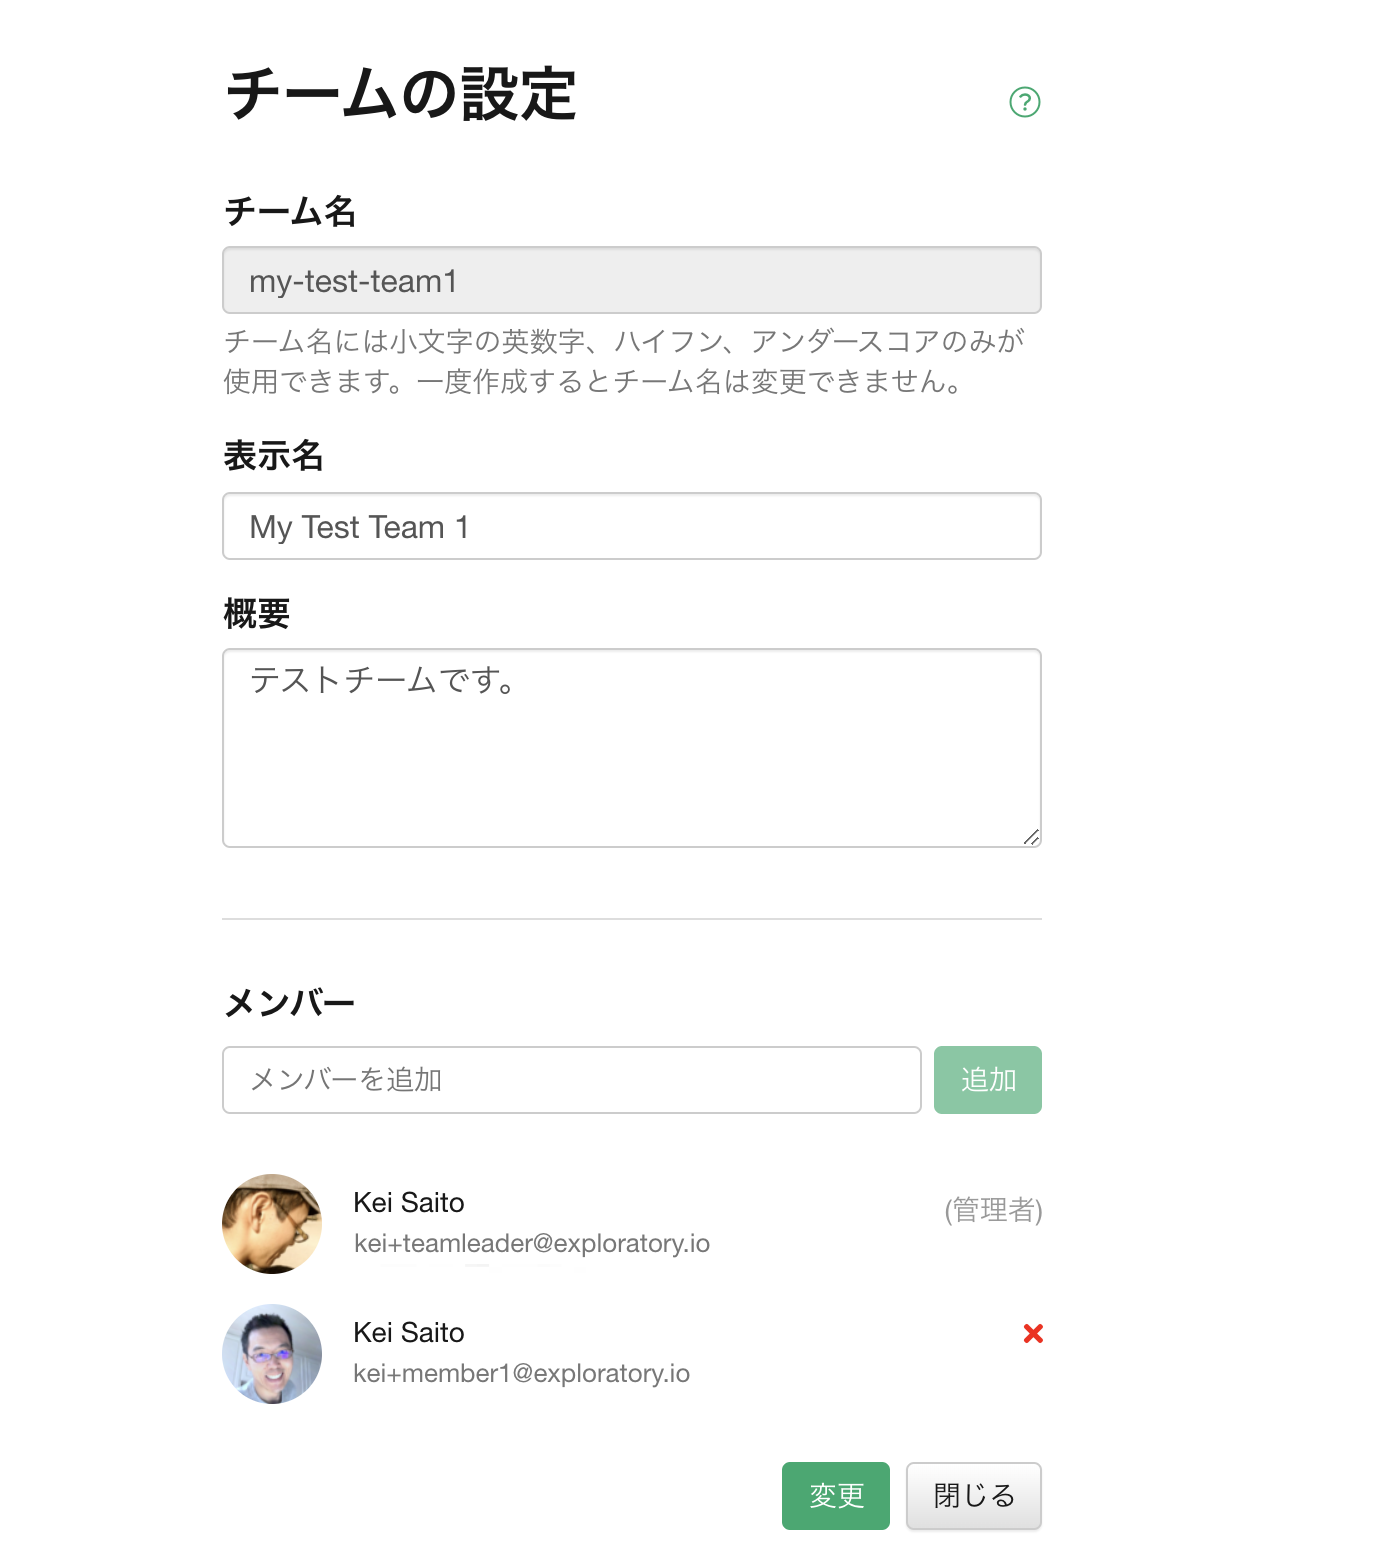 チームの設定
?
チーム名
my-test-team1
チーム名には小文字の英数字、ハイフン、アンダースコアのみが
使用できます。一度作成するとチーム名は変更できません。
表示名
My Test Team 1
概要
テストチームです。
メンバー
メンバーを追加
追加
Kei Saito
(管理者)
kei+teamleader@exploratory.io
Kei Saito
kei+member1@exploratory.io
変更
閉じる